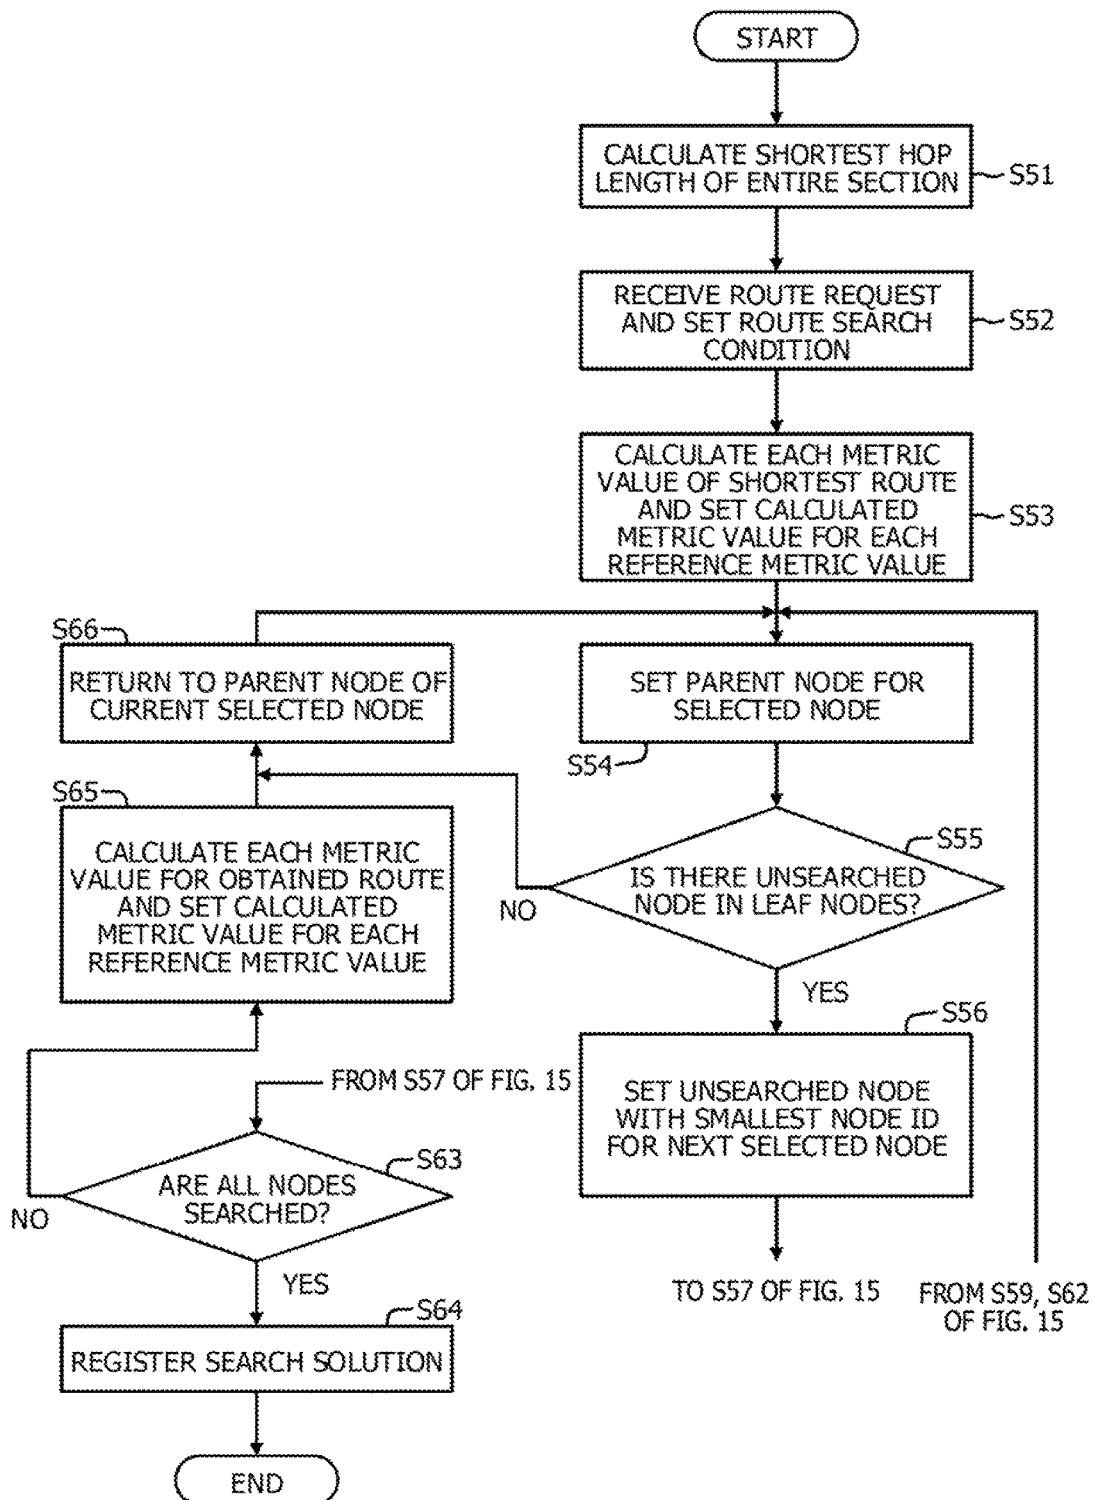 START
CALCULATE SHORTEST HOP
LENGTH OF ENTIRE SECTION
S51
RECEIVE ROUTE REQUEST
AND SET ROUTE SEARCH
CONDITION
S52
CALCULATE EACH METRIC
VALUE OF SHORTEST ROUTE
AND SET CALCULATED
METRIC VALUE FOR EACH
REFERENCE METRIC VALUE
S53
S66
RETURN TO PARENT NODE OF
CURRENT SELECTED NODE
SET PARENT NODE FOR
SELECTED NODE
S54
S65
CALCULATE EACH METRIC
VALUE FOR OBTAINED ROUTE
AND SET CALCULATED
METRIC VALUE FOR EACH
REFERENCE METRIC VALUE
S55
IS THERE UNSEARCHED
NODE IN LEAF NODES?
NO
YES
S56
SET UNSEARCHED NODE
WITH SMALLEST NODE ID
FOR NEXT SELECTED NODE
FROM S57 OF FIG. 15
S63
ARE ALL NODES
SEARCHED?
NO
YES
TO S57 OF FIG. 15
FROM S59, S62
OF FIG. 15
S64
REGISTER SEARCH SOLUTION
END